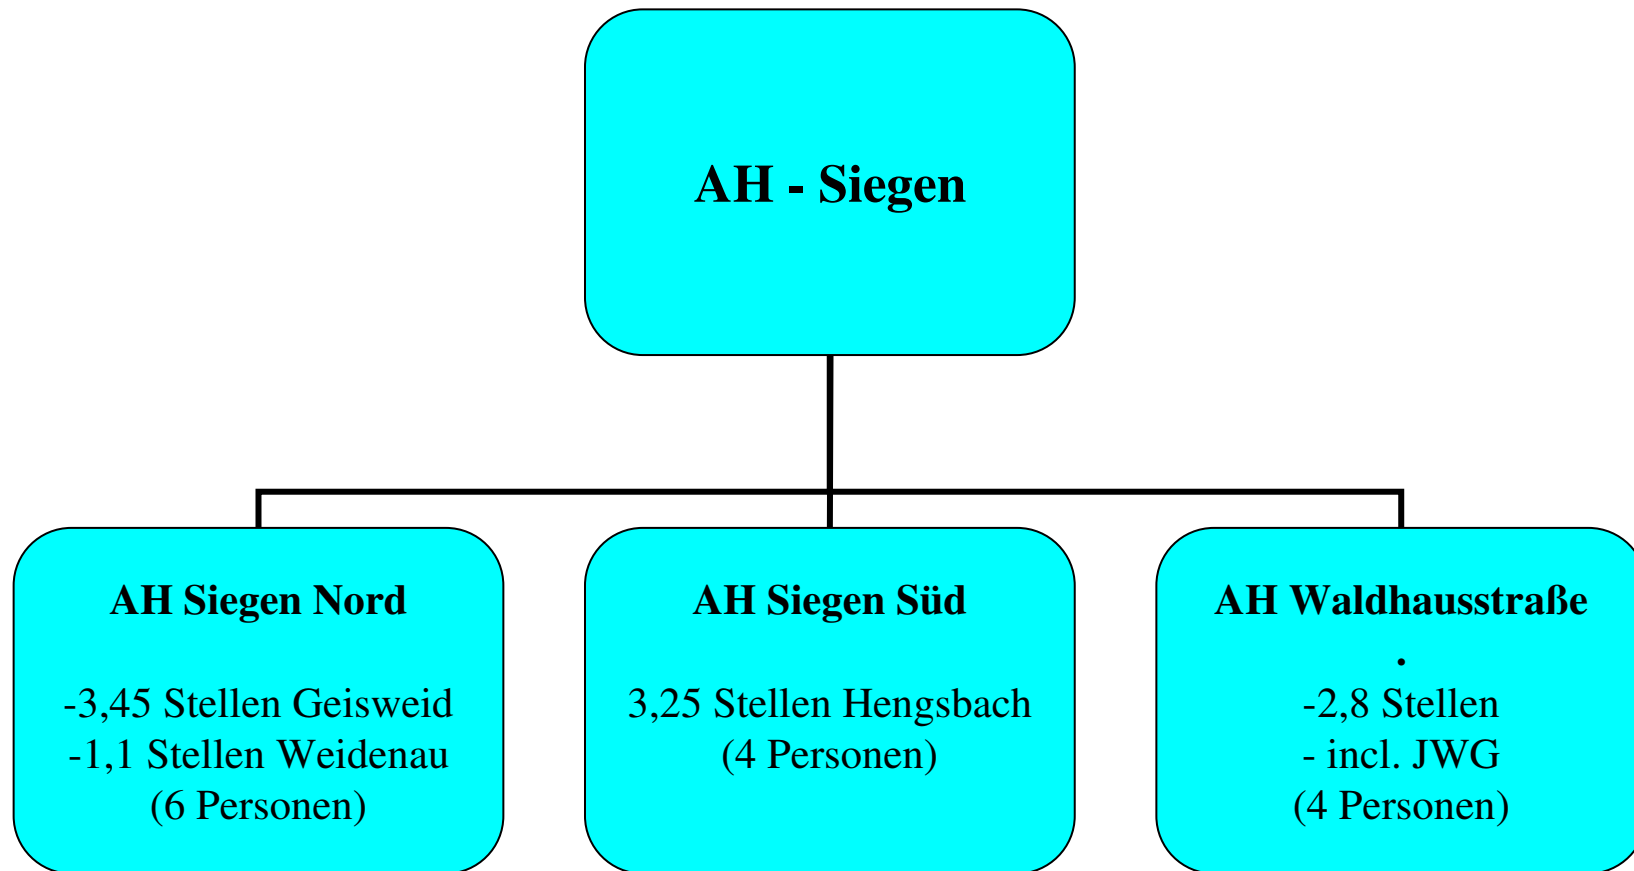 AH - Siegen
AH Siegen Nord
-3,45 Stellen Geisweid
-1,1 Stellen Weidenau
(6 Personen)
AH Siegen Süd
3,25 Stellen Hengsbach
(4 Personen)
AH Waldhausstraße
.
-2,8 Stellen
- incl. JWG
(4 Personen)